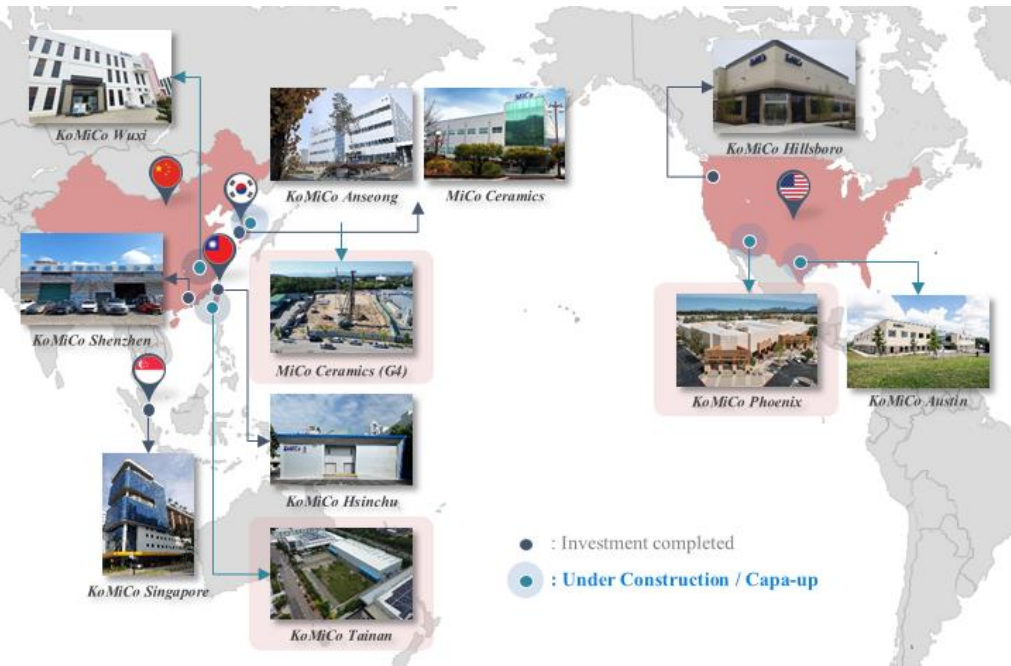 KoMiCo Wuxi
KoMiCo Anseong
MiCo Ceramics
MiCo
KoMiCo Hillsboro
KoMiCo Shenzhen
MiCo Ceramics (G4)
KoMiCo Phoenix
KoMiCo Austin
KoMiCo Hsinchu
KoMiCo Singapore
KoMiCo Tainan
: Investment completed
: Under Construction / Capa-up